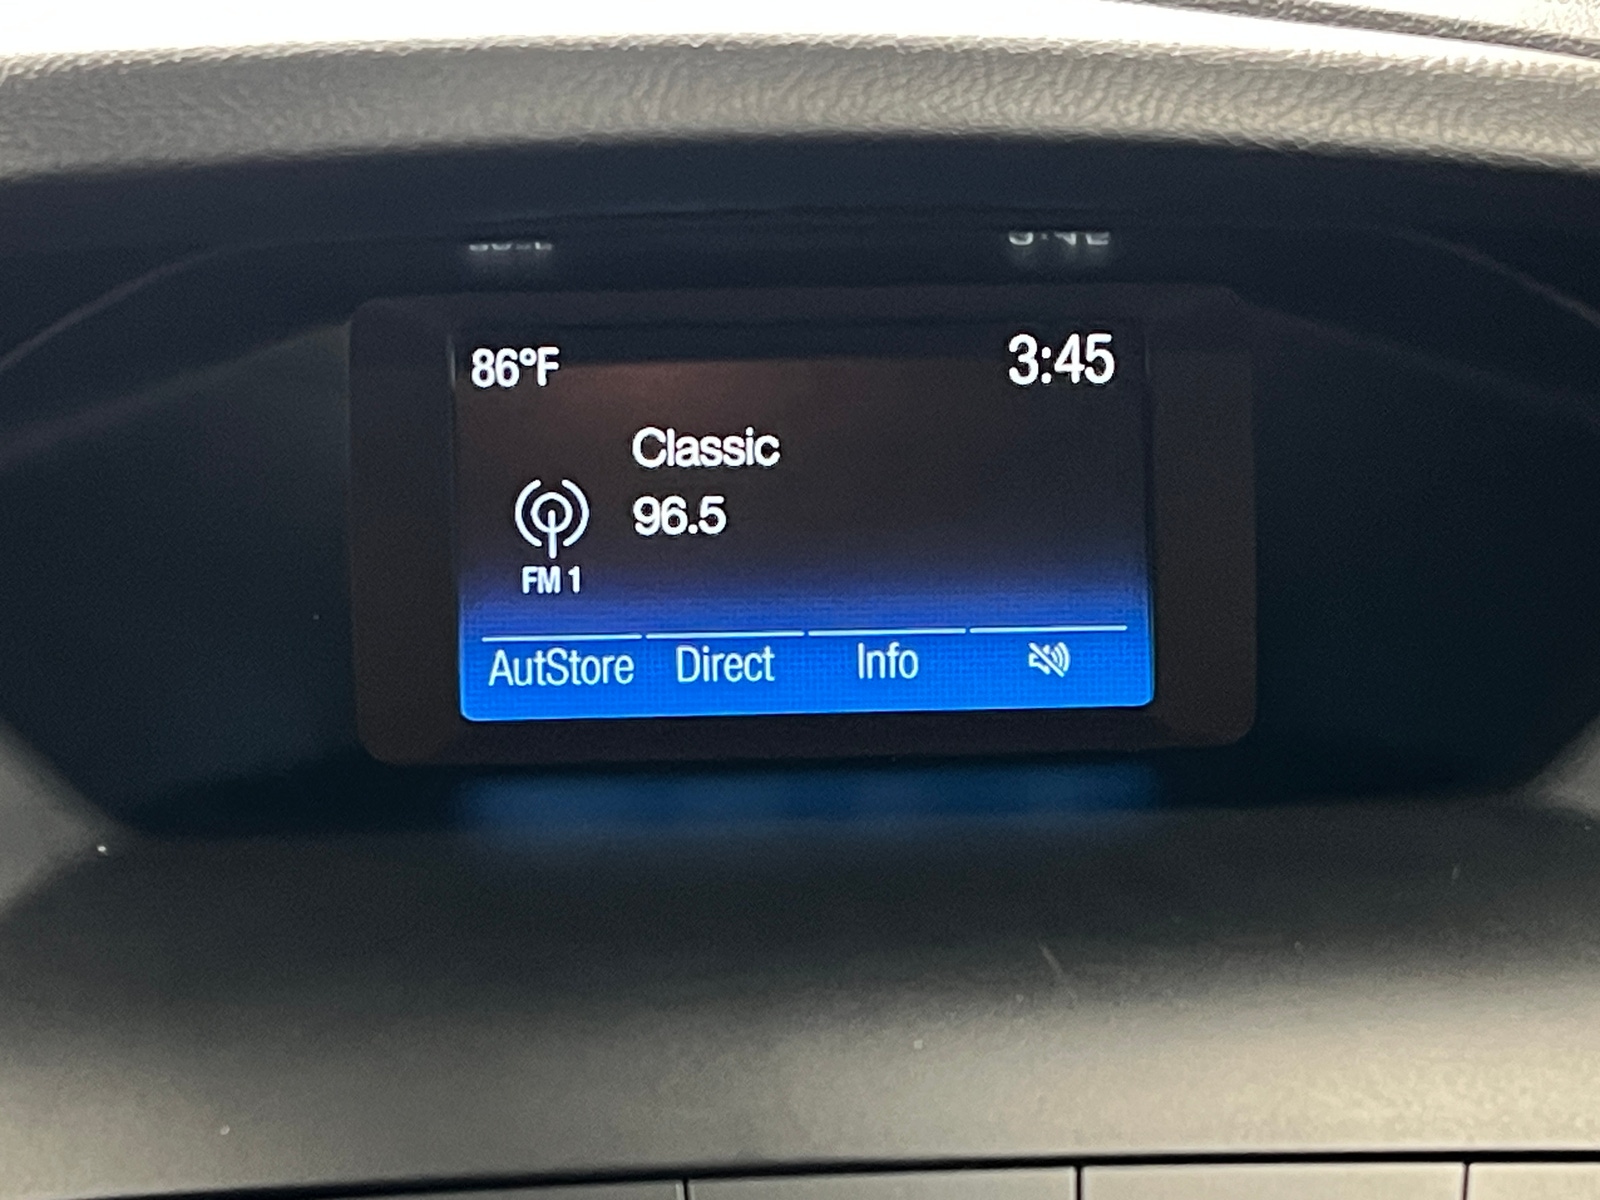 86°F 3:45
Classic
96.5
FM 1
AutStore Direct Info